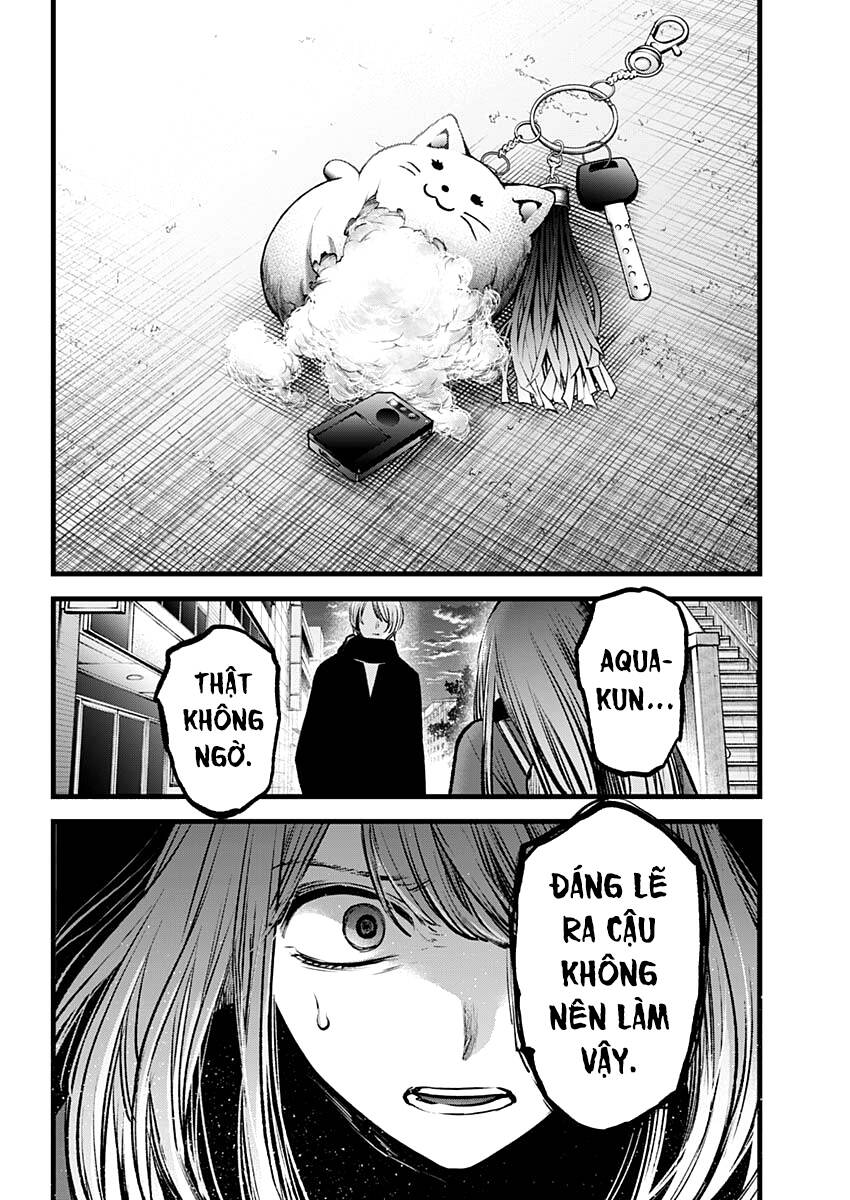 AQUA-
KUN...
THẬT
KHÔNG
NGỜ.
ĐÁNG LẼ
RA CẬU
KHÔNG
NÊN LÀM
VẬY.